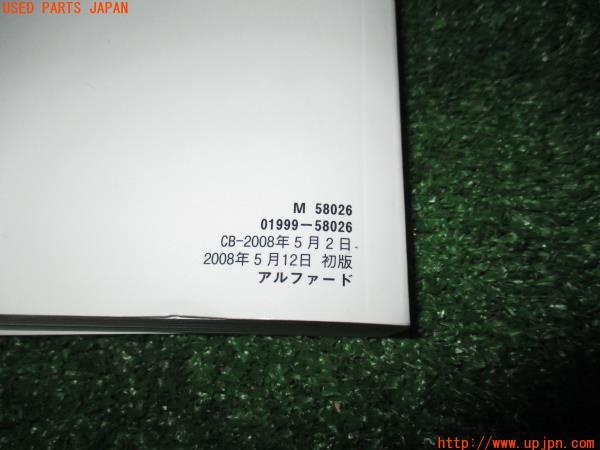 USED PARTS JAPAN
M 58026
01999-58026
CB-2008年5月2日
2008年5月12日 初版
アルファード
http://www.upjpn.com